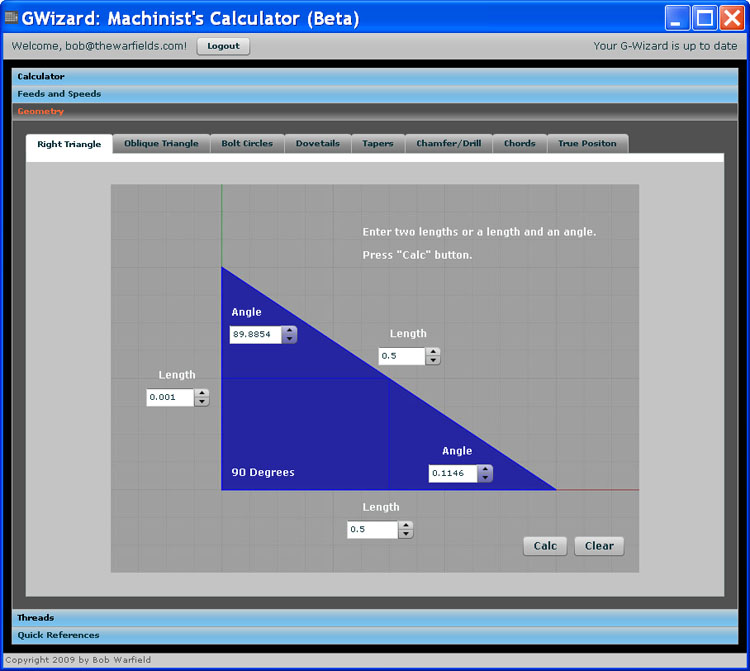 GWizard: Machinist's Calculator (Beta)
Welcome, bob@thewarfields.com! Logout Your G-Wizard is up to date
Calculator
Feeds and Speeds
Geometry
Right Triangle Oblique Triangle Bolt Circles Dovetails Tapers Chamfer/Drill Chords True Positon
Enter two lengths or a length and an angle.
Press "Calc" button.
Angle
89.8854
Length
0.5
Length
0.001
Angle
0.1146
90 Degrees
Length
0.5
Calc Clear
Threads
Quick References
Copyright 2009 by Bob Warfield